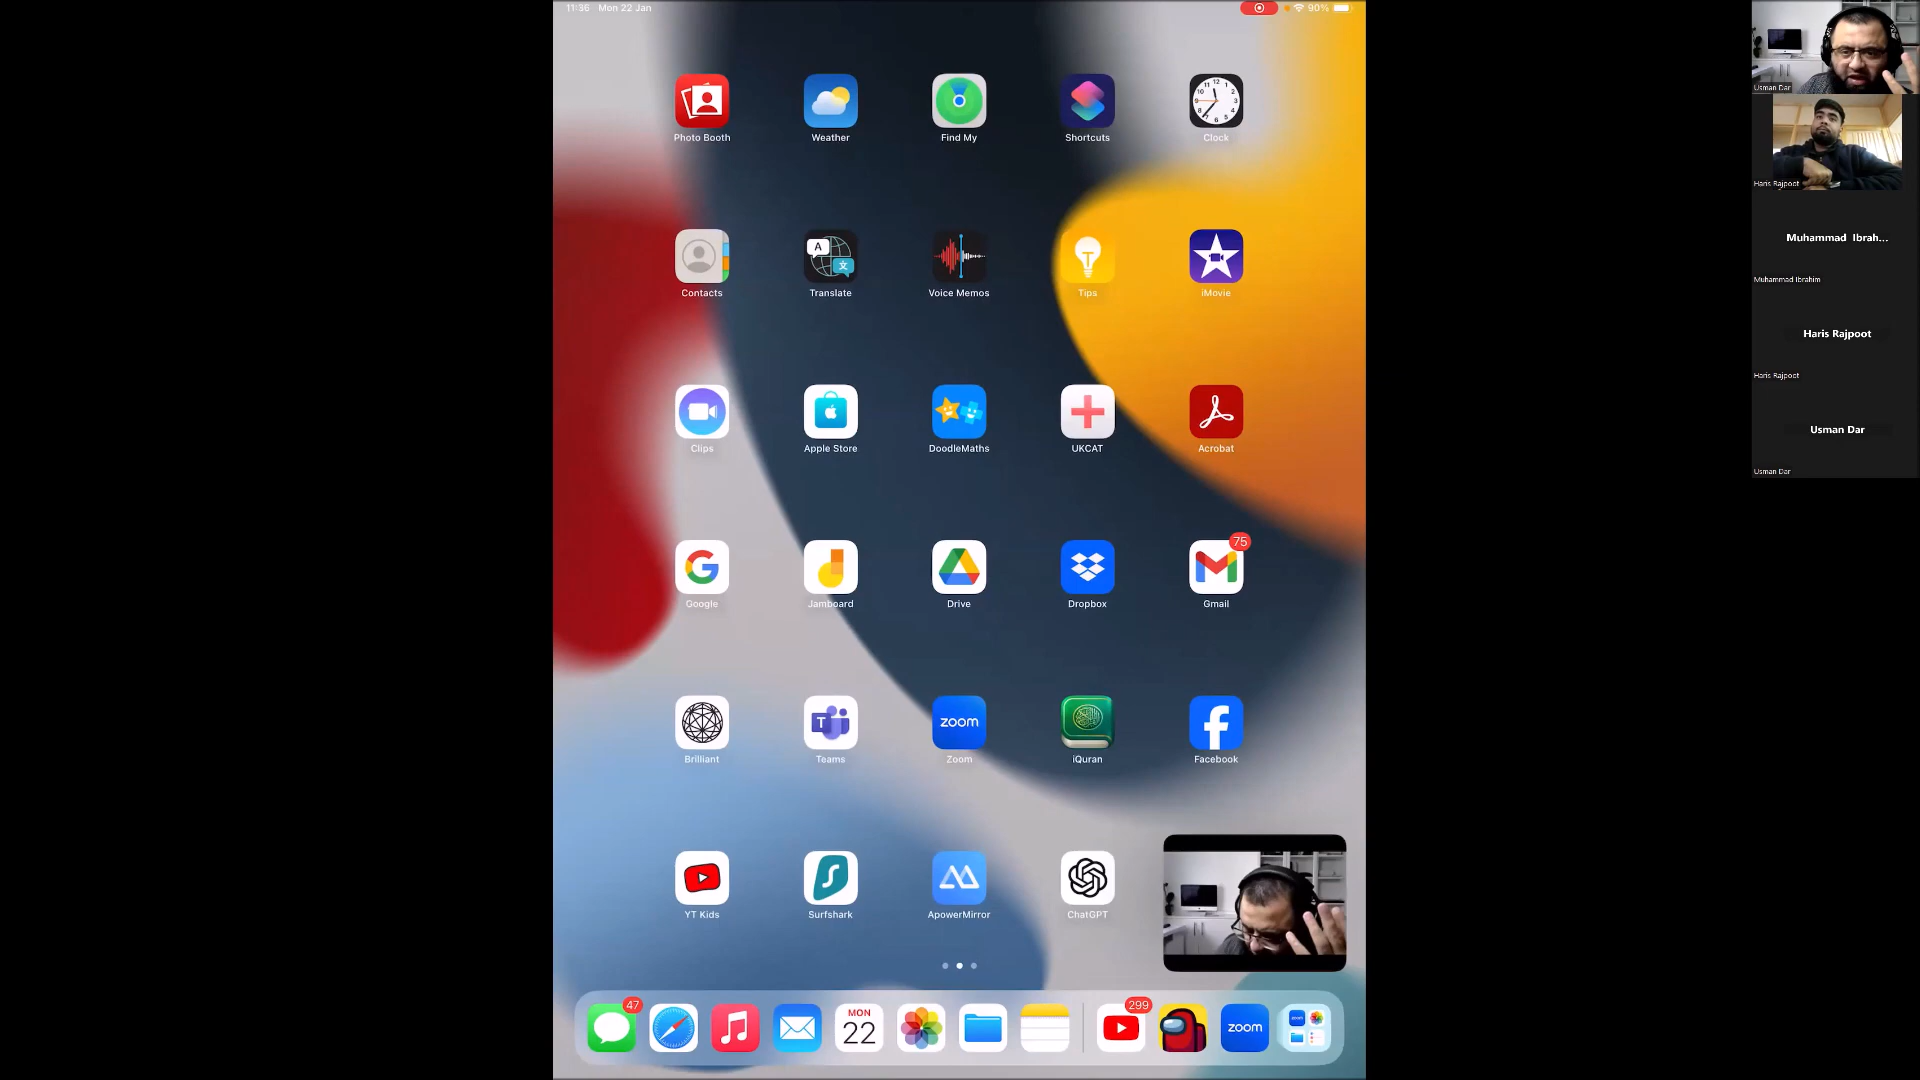 11:36 Mon 22 Jan
90%
Photo Booth
Weather
Find My
Shortcuts
Clock
Contacts
Translate
Voice Memos
Tips
iMovie
Clips
Apple Store
DoodleMaths
UKCAT
Acrobat
75
Google
Jamboard
Drive
Dropbox
Gmail
zoom
Brilliant
Teams
Zoom
iQuran
Facebook
YT Kids
Surfshark
ApowerMirror
ChatGPT
47
MON
22
299
zoom
Usman Dar
Haris Rajpoot
Muhammad Ibrah...
Muhammad Ibrahim
Haris Rajpoot
Haris Rajpoot
Usman Dar
Usman Dar